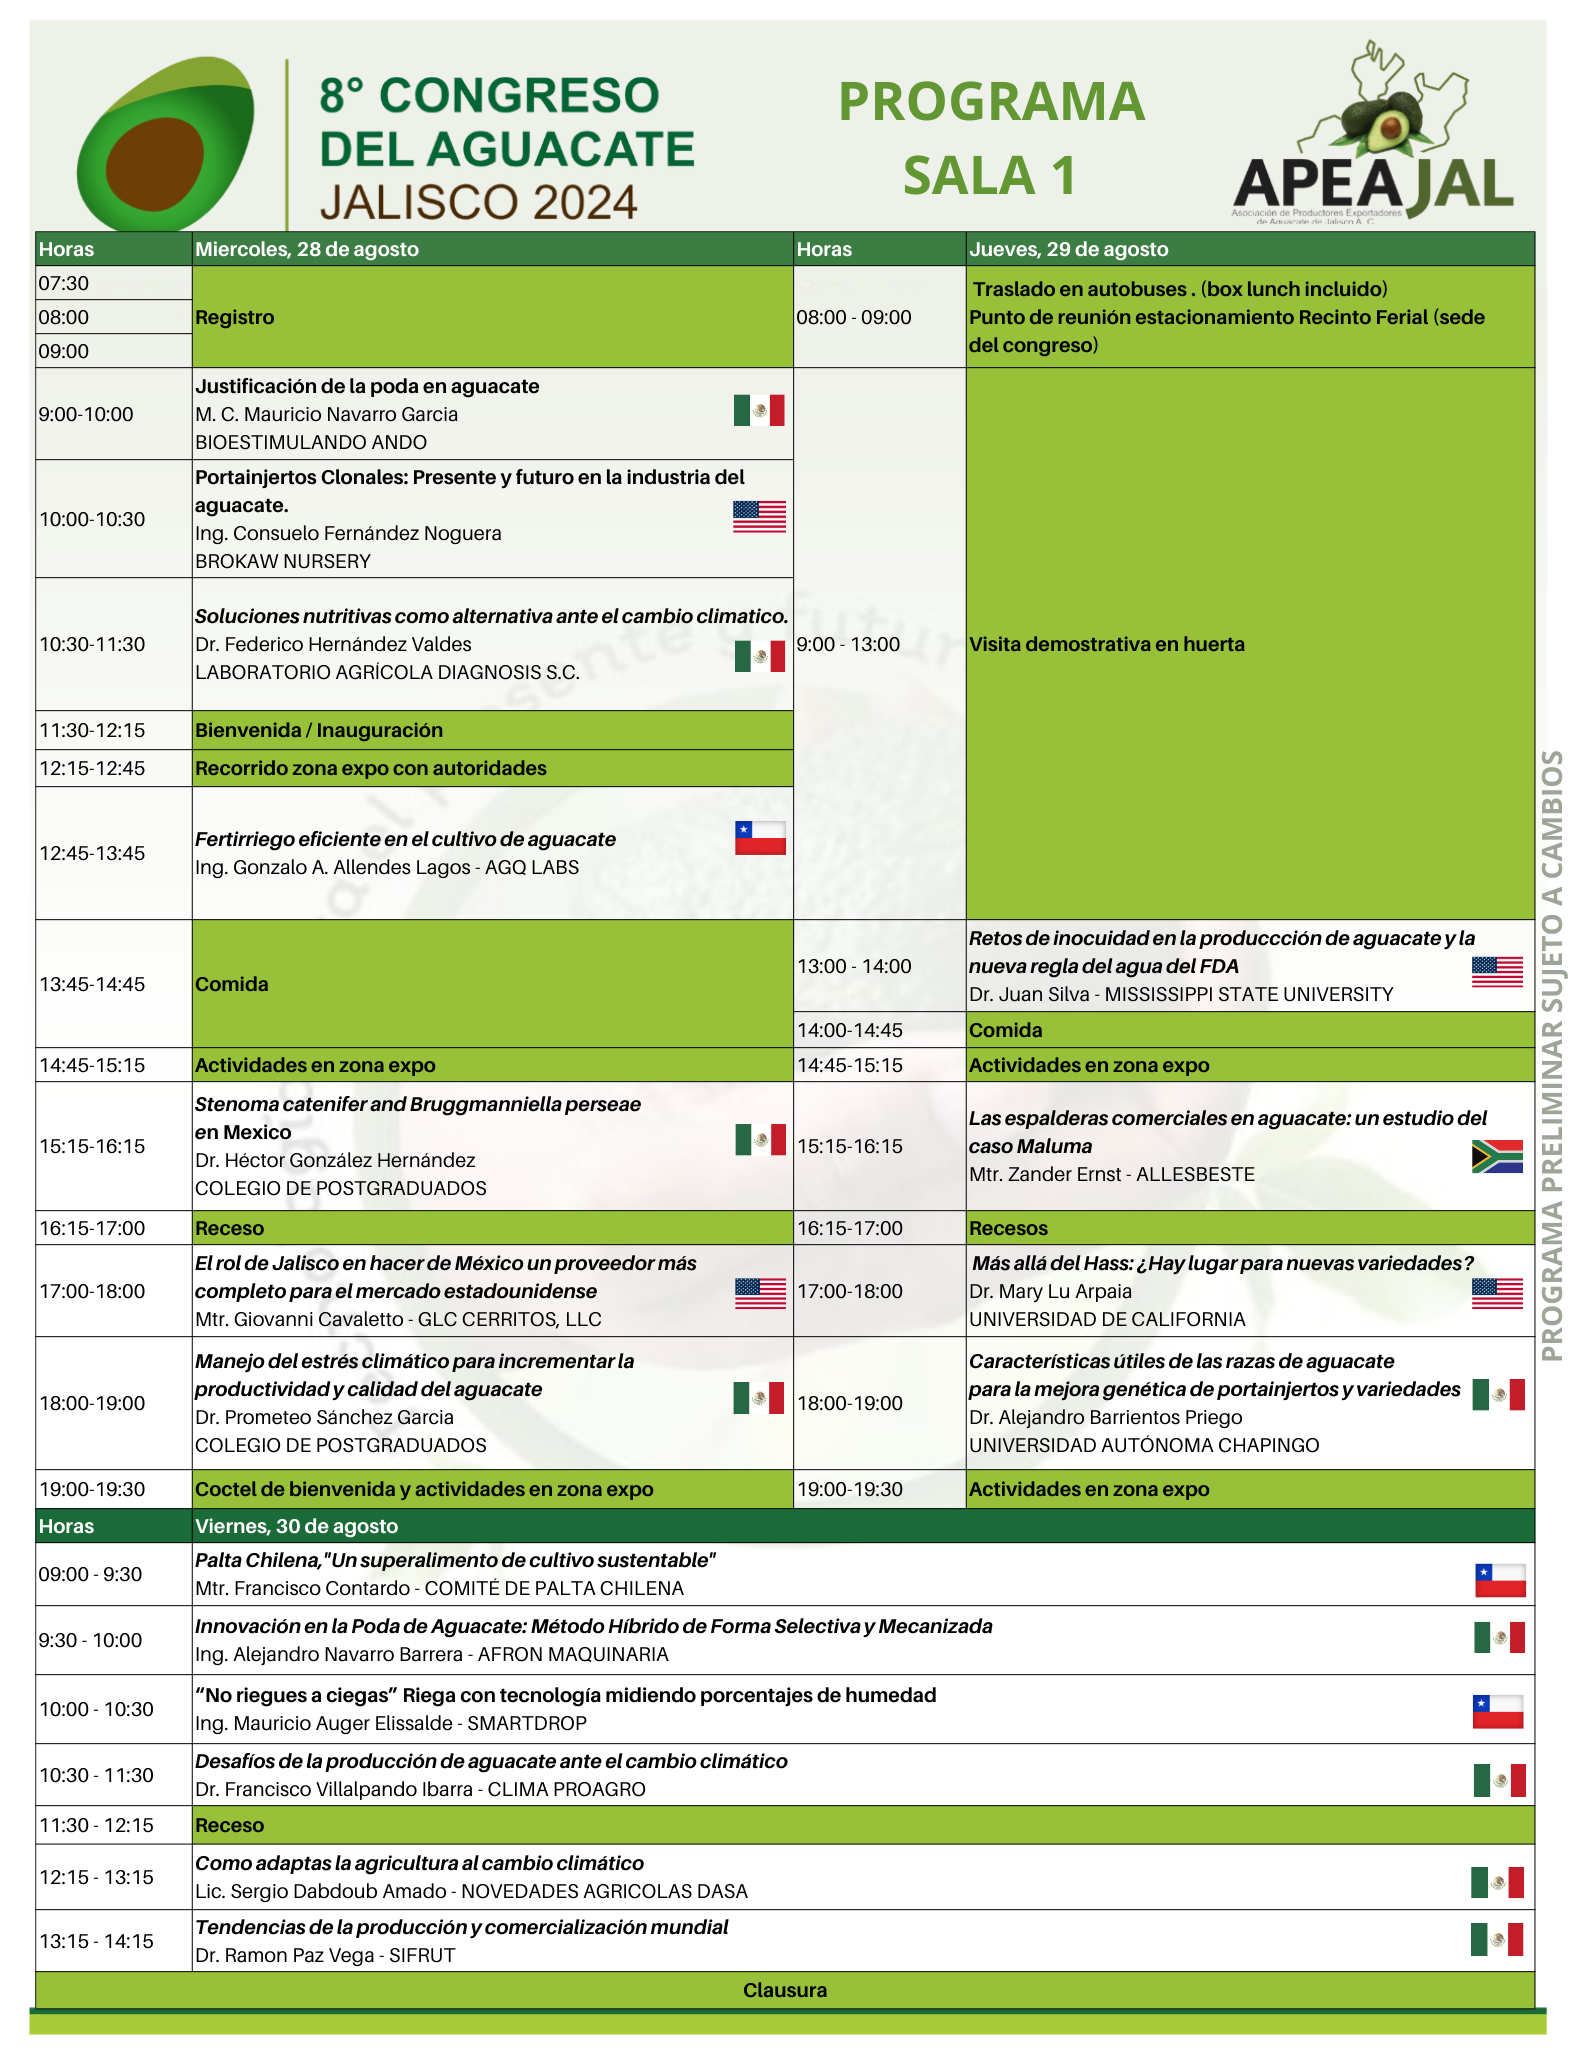 8° CONGRESO
DEL AGUACATE
JALISCO 2024
PROGRAMA
SALA 1
APEAJAL
Asociación de Productores Exportadores
de Aguacate de Jalisco A. C.
Horas
Miercoles, 28 de agosto
07:30
08:00
09:00
Registro
9:00-10:00
Justificación de la poda en aguacate
M. C. Mauricio Navarro Garcia
BIOESTIMULANDO ANDO
10:00-10:30
Portainjertos Clonales: Presente y futuro en la industria del
aguacate.
Ing. Consuelo Fernández Noguera
BROKAW NURSERY
10:30-11:30
Soluciones nutritivas como alternativa ante el cambio climatico.
Dr. Federico Hernández Valdes
LABORATORIO AGRÍCOLA DIAGNOSIS S.C.
11:30-12:15
Bienvenida / Inauguración
12:15-12:45
Recorrido zona expo con autoridades
12:45-13:45
Fertirriego eficiente en el cultivo de aguacate
Ing. Gonzalo A. Allendes Lagos - AGQ LABS
13:45-14:45
Comida
14:45-15:15
Actividades en zona expo
15:15-16:15
Stenoma catenifer and Bruggmanniella perseae
en Mexico
Dr. Héctor González Hernández
COLEGIO DE POSTGRADUADOS
16:15-17:00
Receso
17:00-18:00
El rol de Jalisco en hacer de México un proveedor más
completo para el mercado estadounidense
Mtr. Giovanni Cavaletto - GLC CERRITOS, LLC
18:00-19:00
Manejo del estrés climático para incrementar la
productividad y calidad del aguacate
Dr. Prometeo Sánchez Garcia
COLEGIO DE POSTGRADUADOS
19:00-19:30
Coctel de bienvenida y actividades en zona expo
Horas
Jueves, 29 de agosto
08:00 - 09:00
Traslado en autobuses . (box lunch incluido)
Punto de reunión estacionamiento Recinto Ferial (sede
del congreso)
9:00 - 13:00
Visita demostrativa en huerta
13:00 - 14:00
Retos de inocuidad en la produccción de aguacate y la
nueva regla del agua del FDA
Dr. Juan Silva - MISSISSIPPI STATE UNIVERSITY
14:00-14:45
Comida
14:45-15:15
Actividades en zona expo
15:15-16:15
Las espalderas comerciales en aguacate: un estudio del
caso Maluma
Mtr. Zander Ernst - ALLESBESTE
16:15-17:00
Recesos
17:00-18:00
Más allá del Hass: ¿Hay lugar para nuevas variedades?
Dr. Mary Lu Arpaia
UNIVERSIDAD DE CALIFORNIA
18:00-19:00
Características útiles de las razas de aguacate
para la mejora genética de portainjertos y variedades
Dr. Alejandro Barrientos Priego
UNIVERSIDAD AUTÓNOMA CHAPINGO
19:00-19:30
Actividades en zona expo
Horas
Viernes, 30 de agosto
09:00 - 9:30
Palta Chilena,"Un superalimento de cultivo sustentable"
Mtr. Francisco Contardo - COMITÉ DE PALTA CHILENA
9:30 - 10:00
Innovación en la Poda de Aguacate: Método Híbrido de Forma Selectiva y Mecanizada
Ing. Alejandro Navarro Barrera - AFRON MAQUINARIA
10:00 - 10:30
“No riegues a ciegas” Riega con tecnología midiendo porcentajes de humedad
Ing. Mauricio Auger Elissalde - SMARTDROP
10:30 - 11:30
Desafíos de la producción de aguacate ante el cambio climático
Dr. Francisco Villalpando Ibarra - CLIMA PROAGRO
11:30 - 12:15
Receso
12:15 - 13:15
Como adaptas la agricultura al cambio climático
Lic. Sergio Dabdoub Amado - NOVEDADES AGRICOLAS DASA
13:15 - 14:15
Tendencias de la producción y comercialización mundial
Dr. Ramon Paz Vega - SIFRUT
Clausura
PROGRAMA PRELIMINAR SUJETO A CAMBIOS